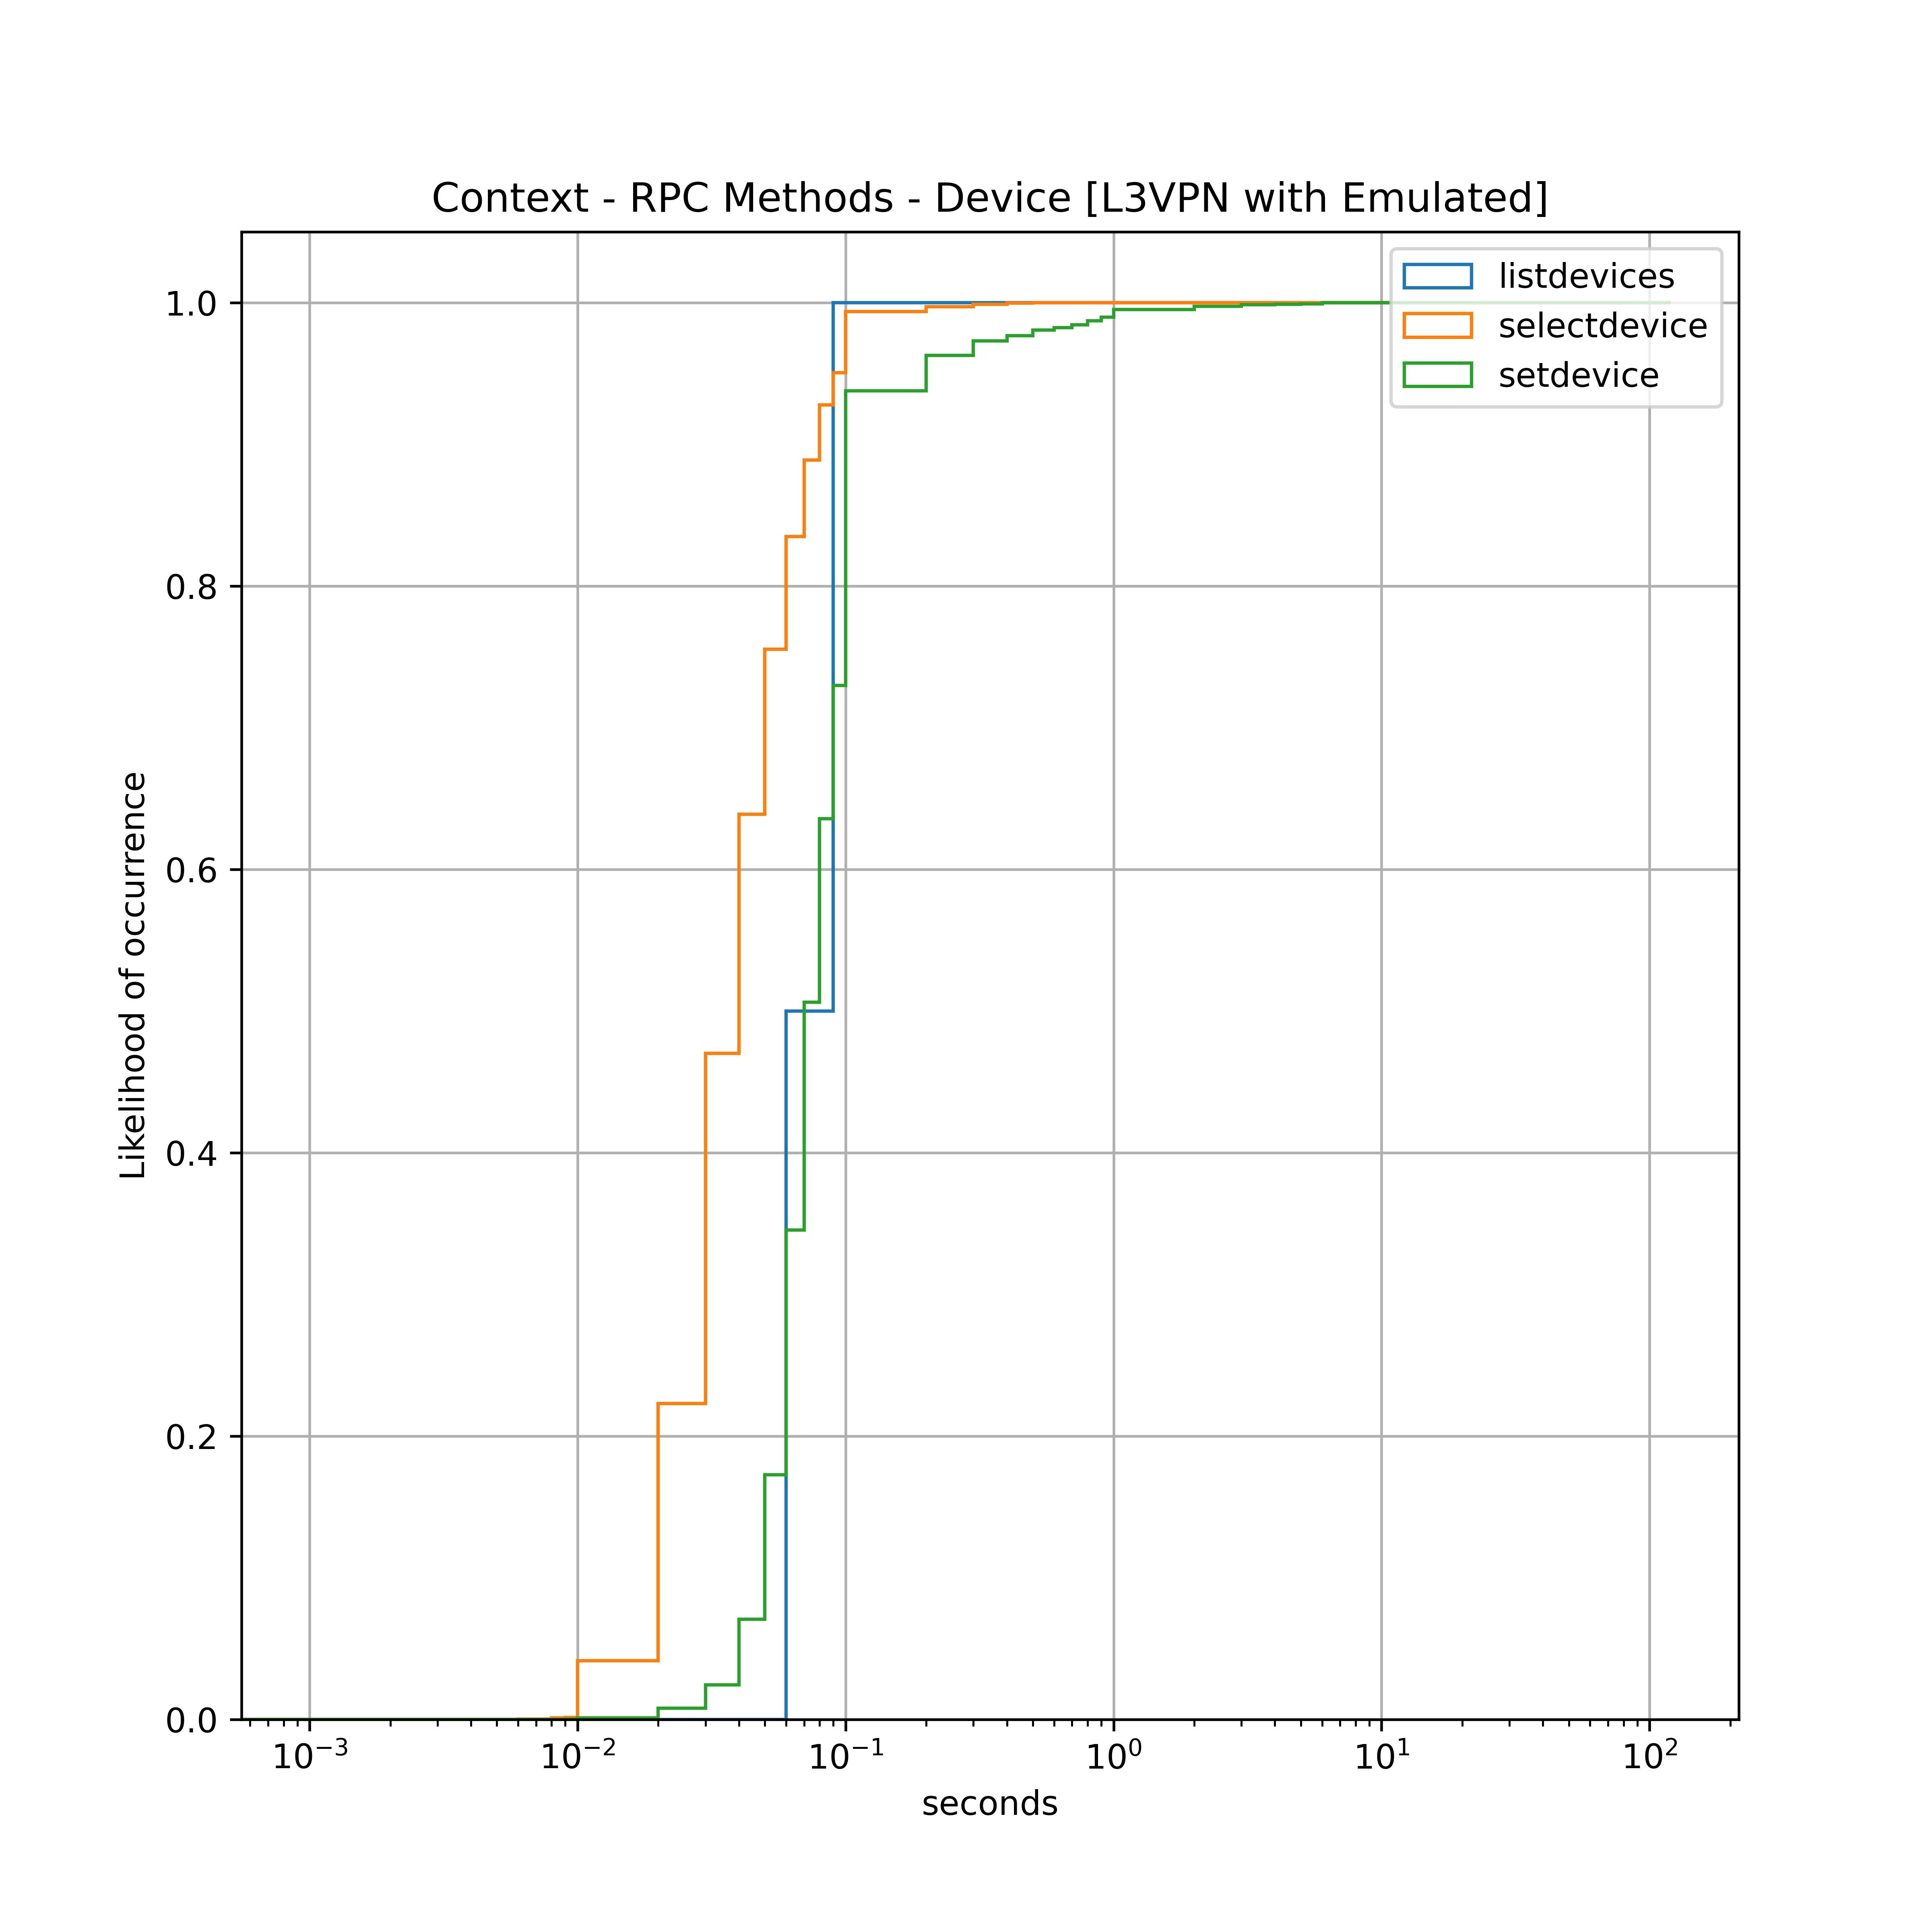 Context - RPC Methods - Device [L3VPN with Emulated]
listdevices
selectdevice
setdevice
1.0
0.8
0.6
0.4
0.2
0.0
Likelihood of occurrence
10⁻³ 10⁻² 10⁻¹ 10⁰ 10¹ 10²
seconds